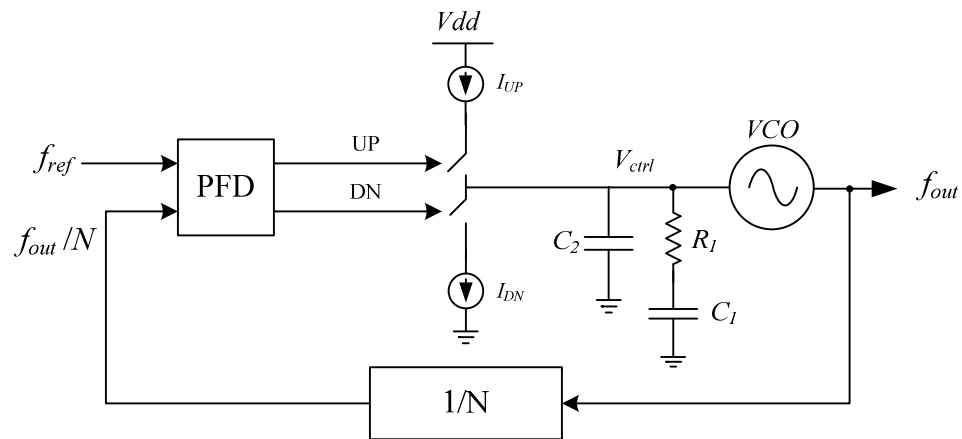 Vdd
I_UP
VCO
UP
V_ctrl
f_ref
PFD
f_out
DN
f_out /N
C_2
R_1
I_DN
C_1
1/N